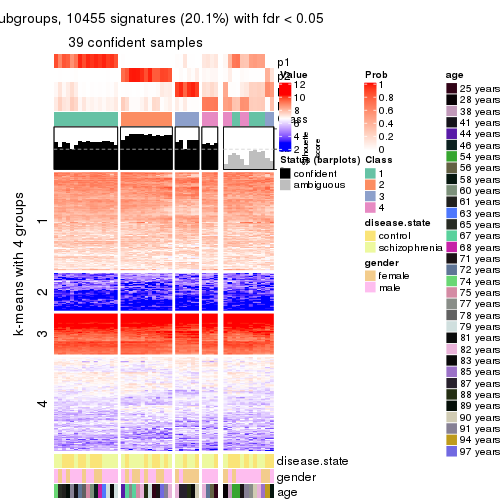 ubgroups, 10455 signatures (20.1%) with fdr < 0.05
39 confident samples
p1
p2
Value
12
10
8
6
4
2
Silhouette
score
Status (barplots)
confident
ambiguous
Prob
1
0.8
0.6
0.4
0.2
0
Class
1
2
3
4
disease.state
control
schizophrenia
gender
female
male
age
25 years
28 years
38 years
41 years
44 years
46 years
54 years
56 years
58 years
60 years
61 years
63 years
65 years
67 years
68 years
71 years
72 years
74 years
75 years
77 years
78 years
79 years
81 years
82 years
83 years
85 years
87 years
88 years
89 years
90 years
91 years
94 years
97 years
k-means with 4 groups
1
2
3
4
disease.state
gender
age